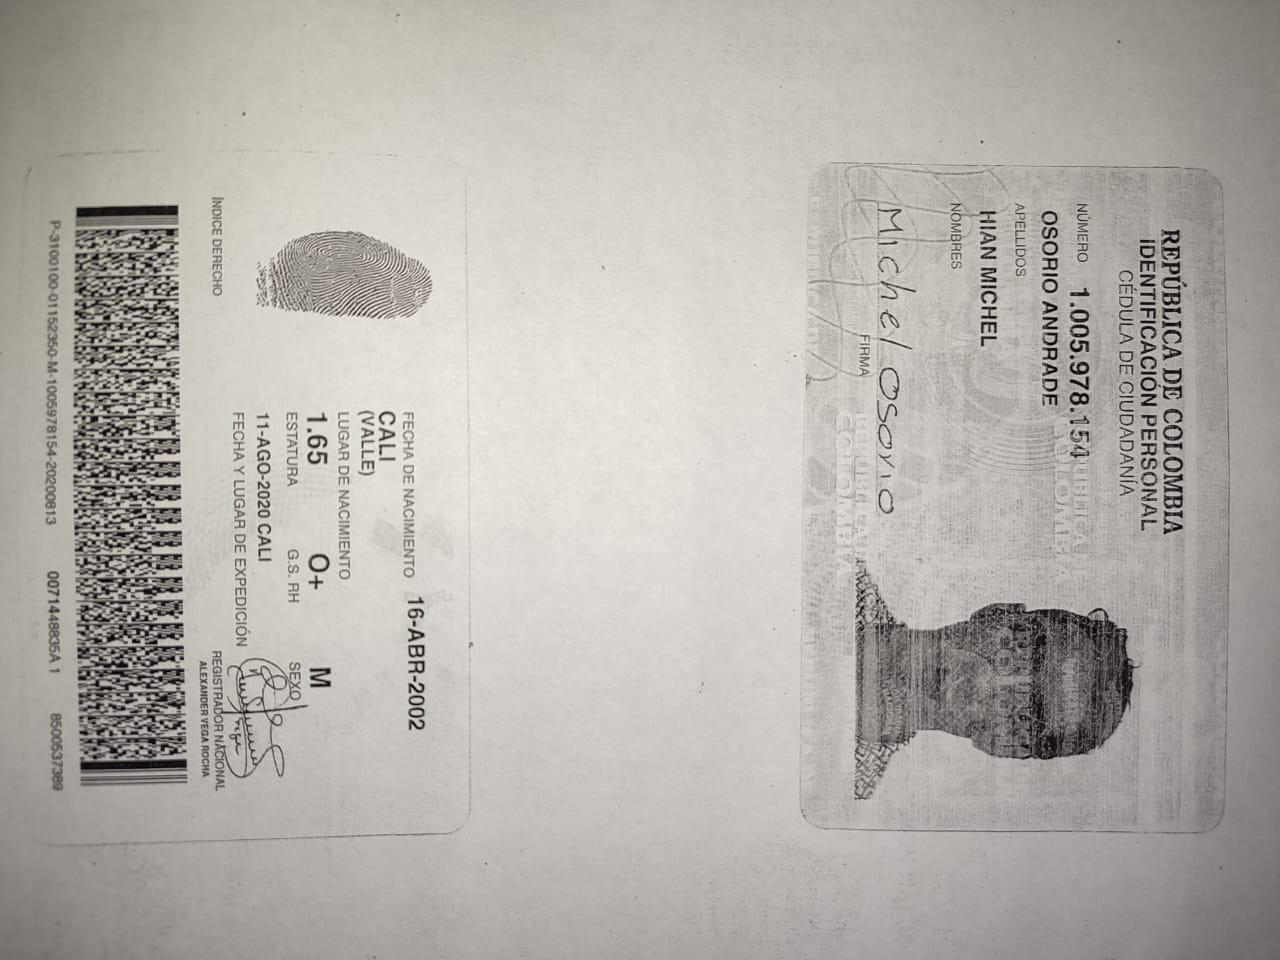 REPÚBLICA DE COLOMBIA
IDENTIFICACIÓN PERSONAL
CÉDULA DE CIUDADANÍA
NÚMERO 1.005.978.154
OSORIO ANDRADE
APELLIDOS
HIAN MICHEL
NOMBRES
Michel Osorio
FIRMA
FECHA DE NACIMIENTO 16-ABR-2002
CALI
(VALLE)
LUGAR DE NACIMIENTO
1.65 O+ M
ESTATURA G.S. RH SEXO
11-AGO-2020 CALI
FECHA Y LUGAR DE EXPEDICIÓN
ÍNDICE DERECHO
REGISTRADOR NACIONAL
ALEXANDER VEGA ROCHA
P-3100100-01152350-M-1005978154-20200813 0071448835A 1 8500537389